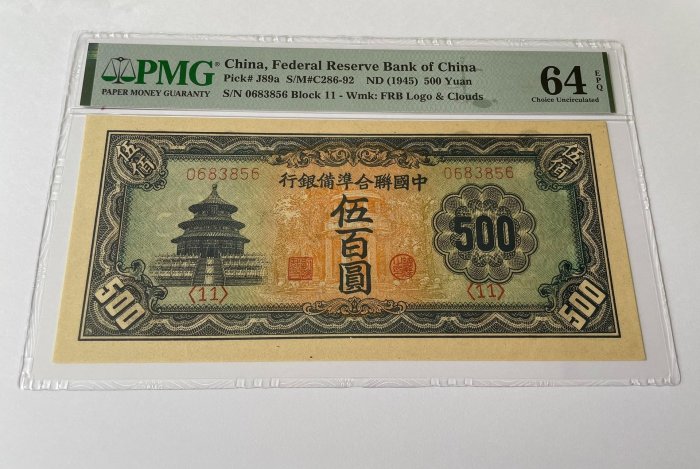 PMG
PAPER MONEY GUARANTY
China, Federal Reserve Bank of China
Pick# J89a S/M#C286-92 ND (1945) 500 Yuan
S/N 0683856 Block 11 - Wmk: FRB Logo & Clouds
64 EPQ
Choice Uncirculated
伍佰
伍佰
0683856
0683856
行銀備準合聯國中
伍百圓
500
〈11〉
〈11〉
500
500